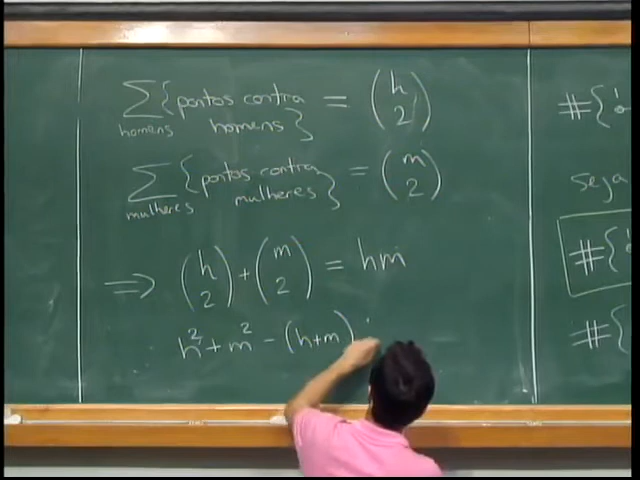 ∑ {pontos contra = (h
homens homens} 2)
∑ {pontos contra = (m
mulheres mulheres} 2)
⟹ (h 2) + (m 2) = hm
h² + m² - (h+m)
#{
seja
#{
#{